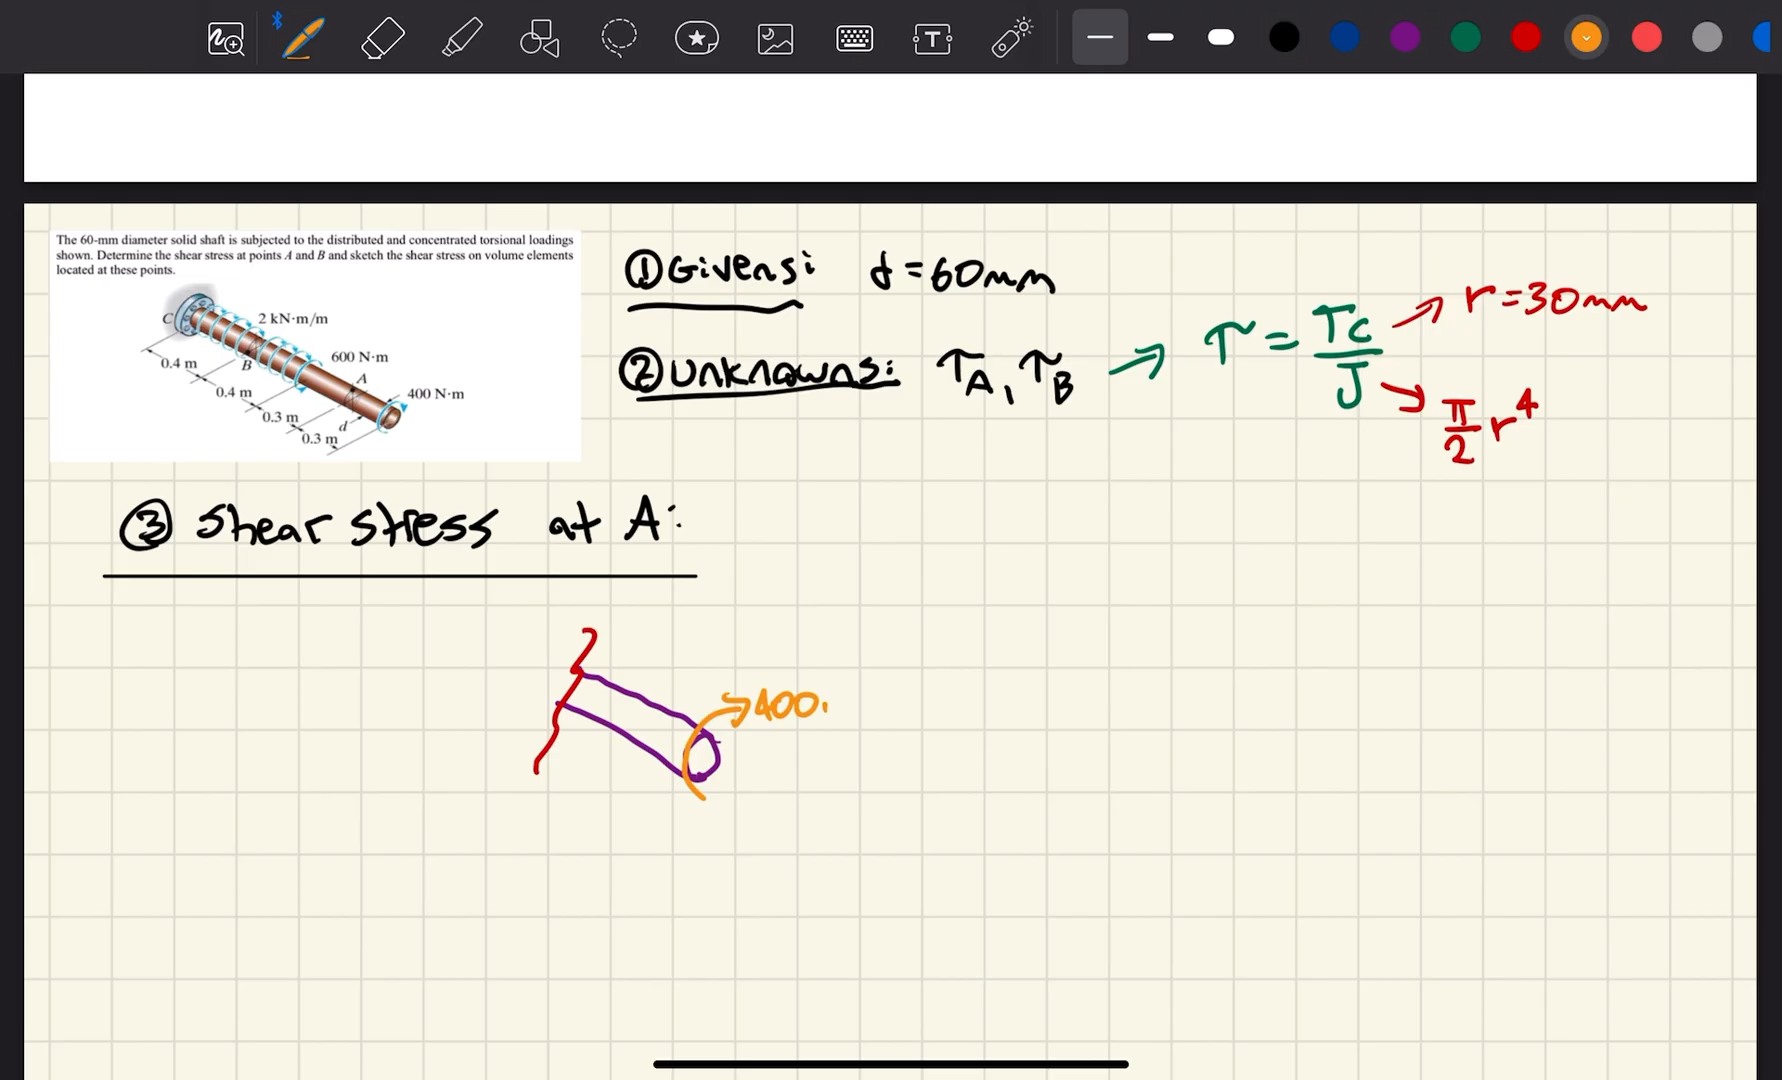 The 60-mm diameter solid shaft is subjected to the distributed and concentrated torsional loadings
shown. Determine the shear stress at points A and B and sketch the shear stress on volume elements
located at these points.
C
2 kN·m/m
600 N·m
0.4 m
B
A
400 N·m
0.4 m
0.3 m
d
0.3 m
① Givens: d = 60mm
② Unknowns: τA, τB → τ = Tc/J
r = 30mm
π/2 r⁴
③ Shear stress at A:
400